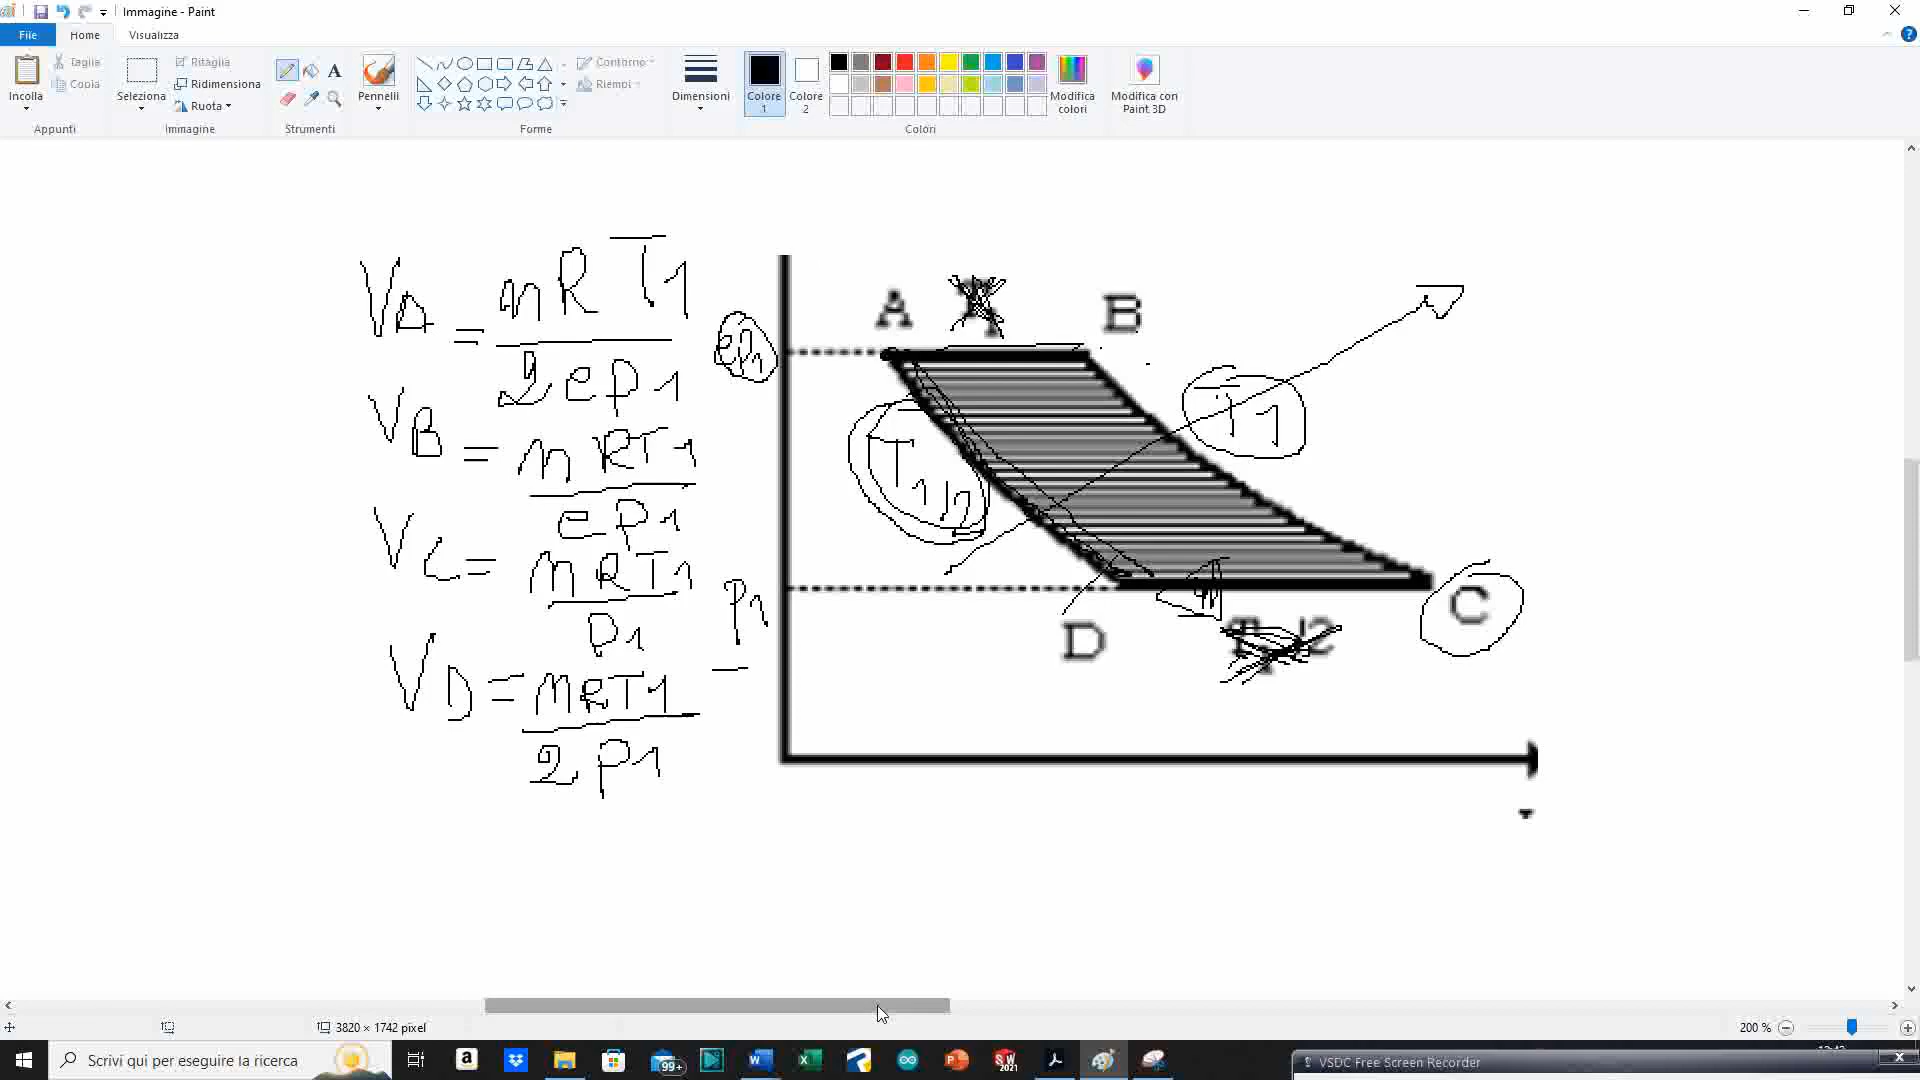 Immagine - Paint
File Home Visualizza
Incolla
Taglia
Copia
Appunti
Seleziona
Ritaglia
Ridimensiona
Ruota
Immagine
Strumenti
Pennelli
Forme
Contorno
Riempi
Dimensioni
Colore 1
Colore 2
Colori
Modifica colori
Modifica con Paint 3D
VA = nRT1
2eP1
VB = nRT1
eP1
VC = nRT1
P1
VD = nRT1
2P1
eP1
P1
A
B
T1/2
T1
C
D
3820 × 1742 pixel
200 %
Scrivi qui per eseguire la ricerca
99+
2021
VSDC Free Screen Recorder